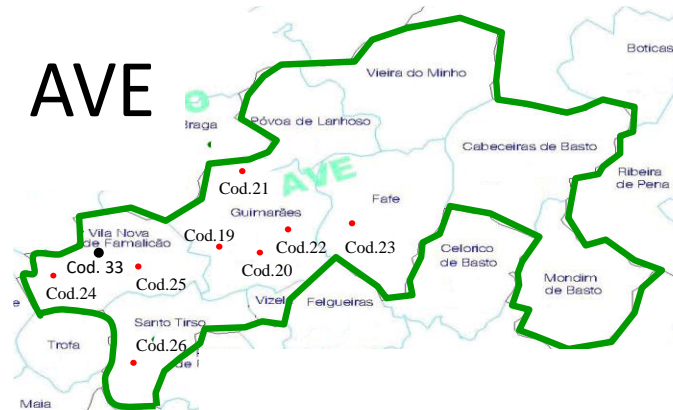 AVE
Boticas
Vieira do Minho
Braga
Póvoa de Lanhoso
Cabeceiras de Basto
Ribeira
de Pena
Cod.21
AVE
Fafe
Guimarães
Vila Nova
de Famalicão
Cod.19
Cod.22
Cod.23
Celorico
de Basto
Cod. 33
Cod.20
Cod.24
Cod.25
Mondim
de Basto
Vizel
Felgueiras
Santo Tirso
Trofa
Cod.26
Maia